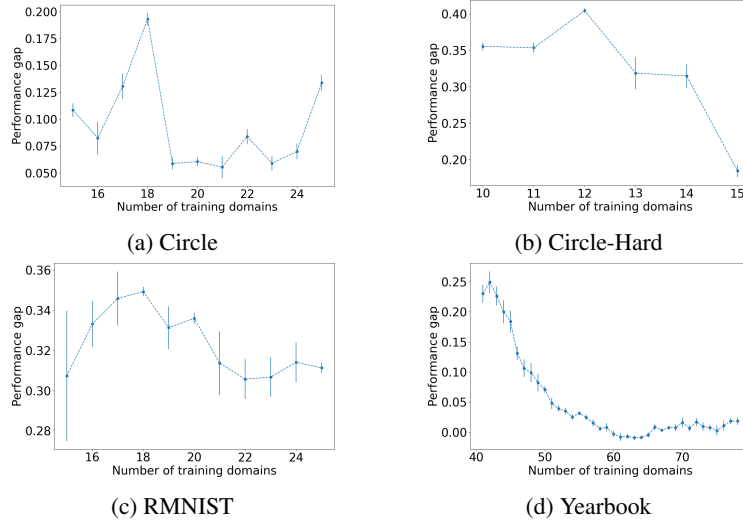 0.200
0.175
0.150
0.125
0.100
0.075
0.050
Performance gap
16 18 20 22 24
Number of training domains
(a) Circle
0.40
0.35
0.30
0.25
0.20
Performance gap
10 11 12 13 14 15
Number of training domains
(b) Circle-Hard
0.36
0.34
0.32
0.30
0.28
Performance gap
16 18 20 22 24
Number of training domains
(c) RMNIST
0.25
0.20
0.15
0.10
0.05
0.00
Performance gap
40 50 60 70
Number of training domains
(d) Yearbook